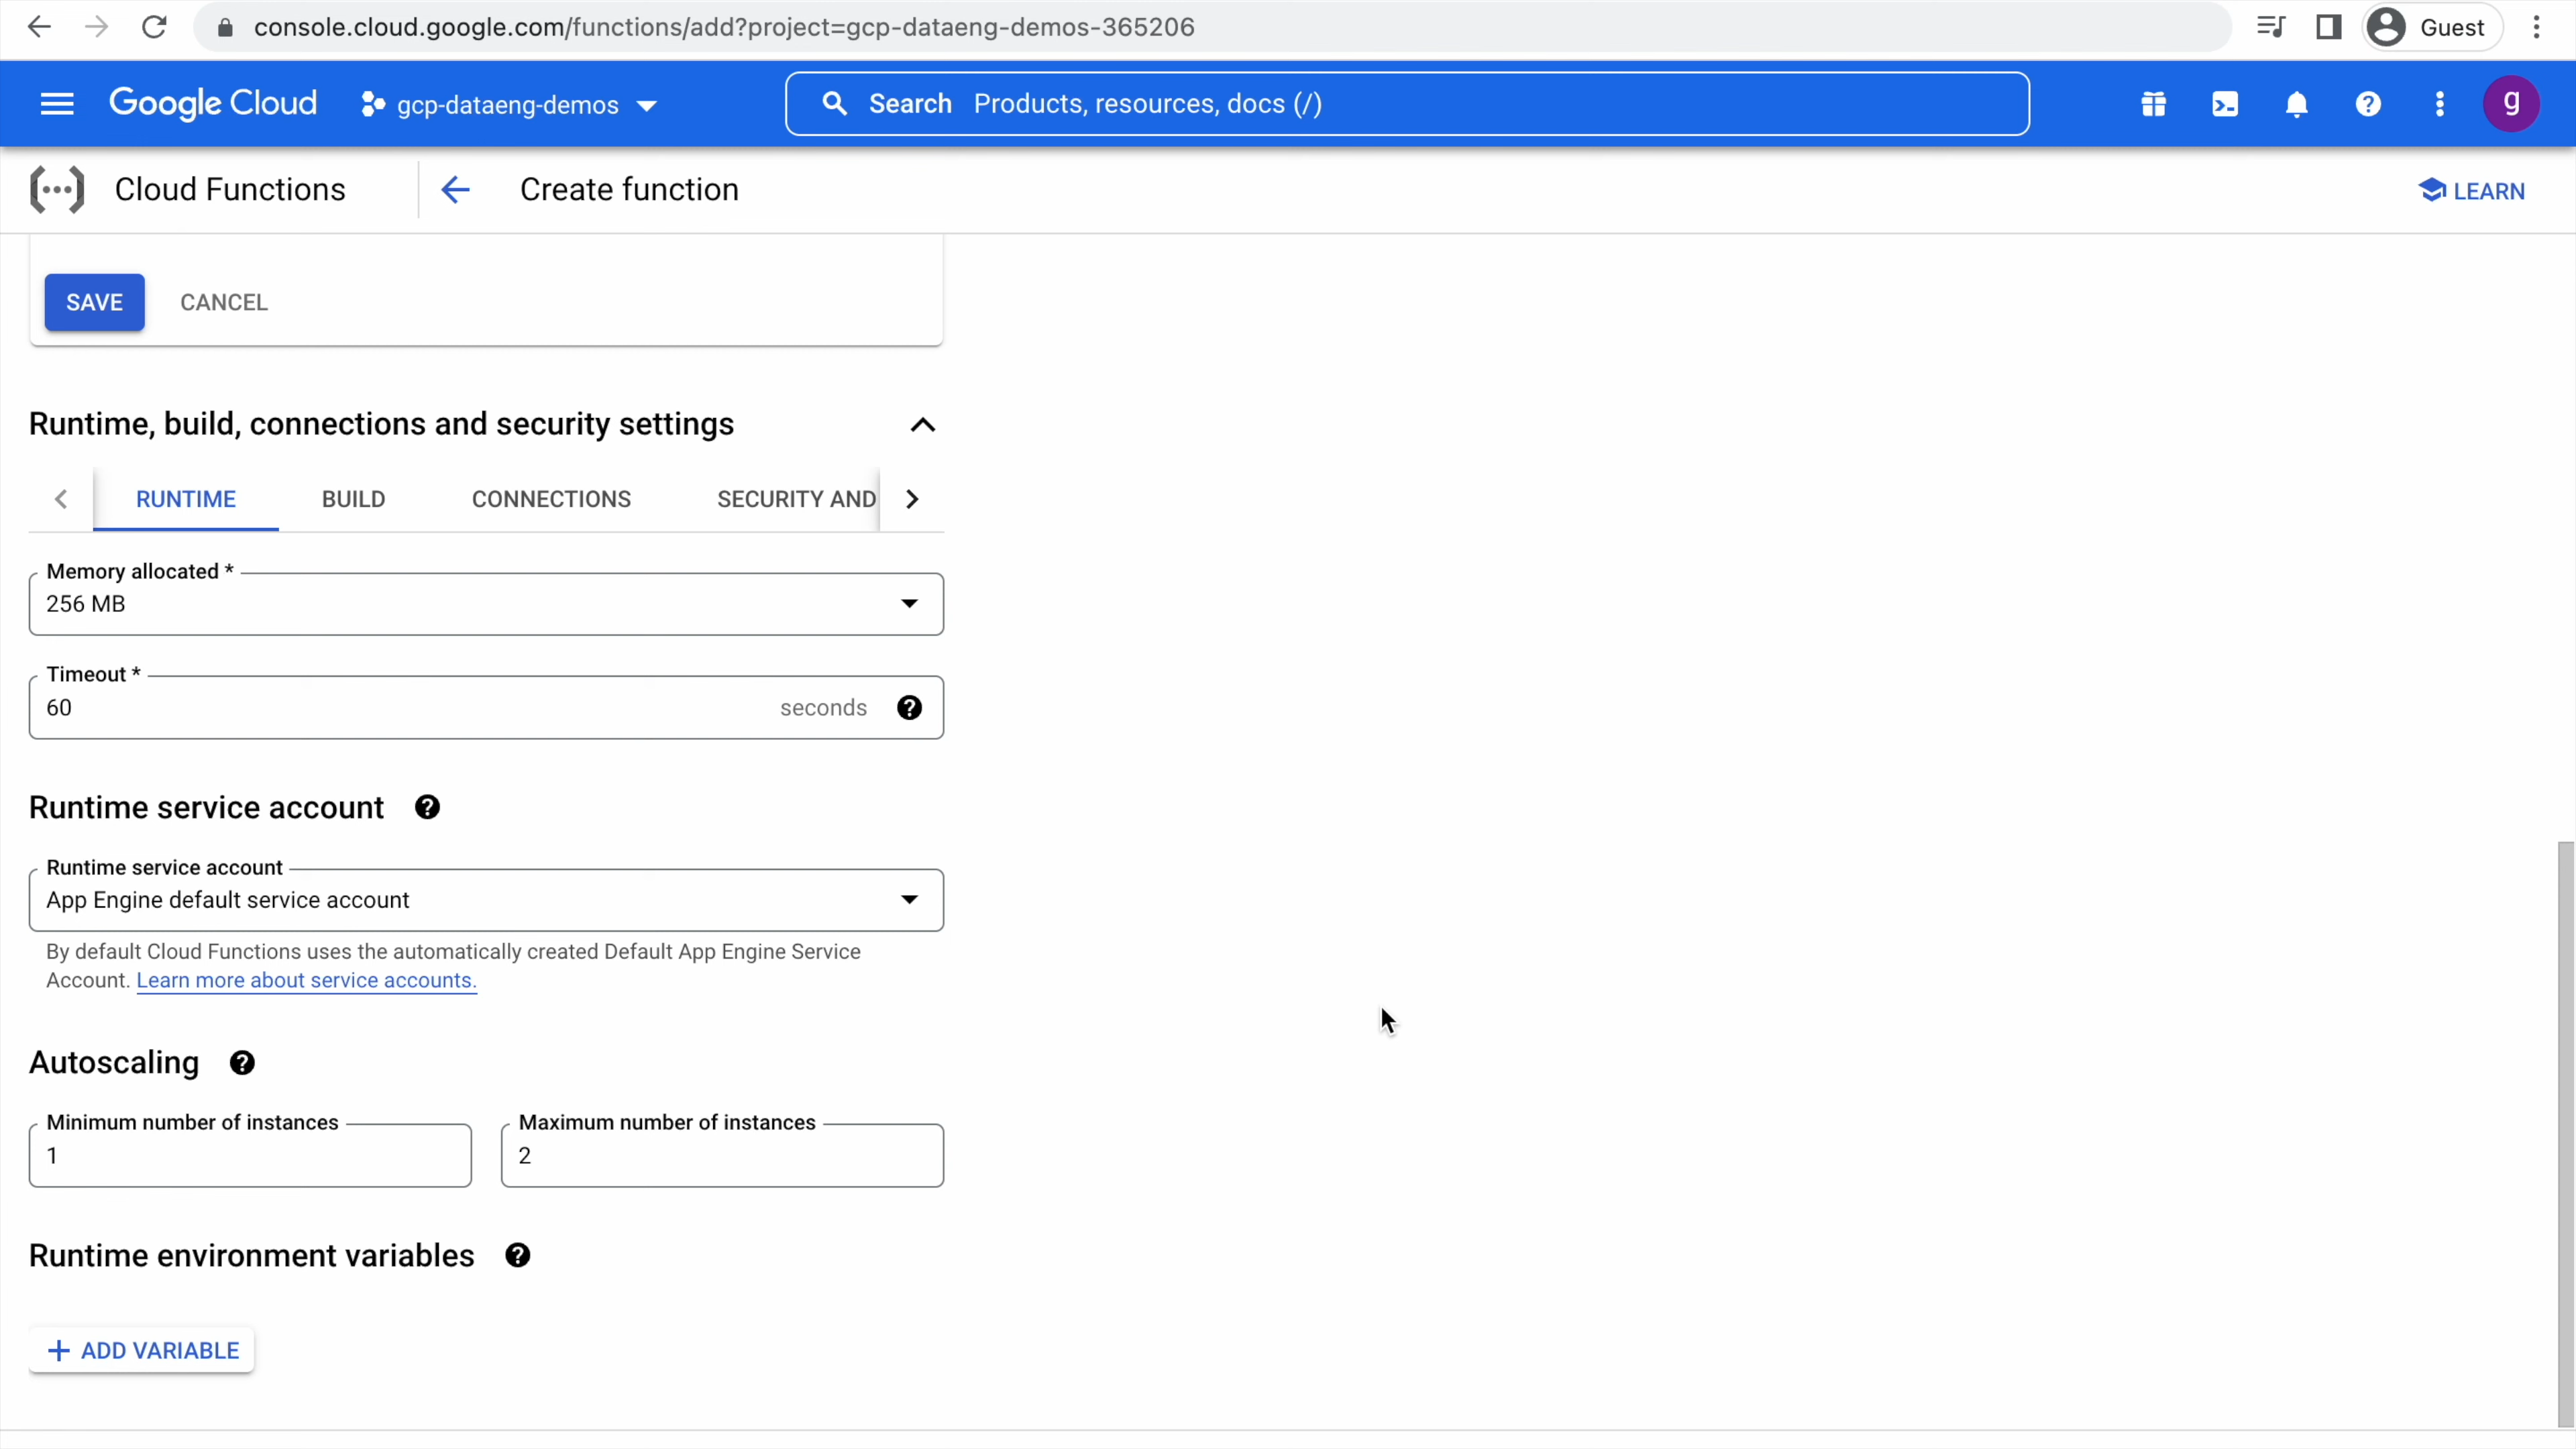 console.cloud.google.com/functions/add?project=gcp-dataeng-demos-365206
Guest
Google Cloud
gcp-dataeng-demos
Search Products, resources, docs (/)
g
Cloud Functions
Create function
LEARN
SAVE
CANCEL
Runtime, build, connections and security settings
RUNTIME
BUILD
CONNECTIONS
SECURITY AND
Memory allocated *
256 MB
Timeout *
60
seconds
Runtime service account
Runtime service account
App Engine default service account
By default Cloud Functions uses the automatically created Default App Engine Service
Account. Learn more about service accounts.
Autoscaling
Minimum number of instances
1
Maximum number of instances
2
Runtime environment variables
+ ADD VARIABLE